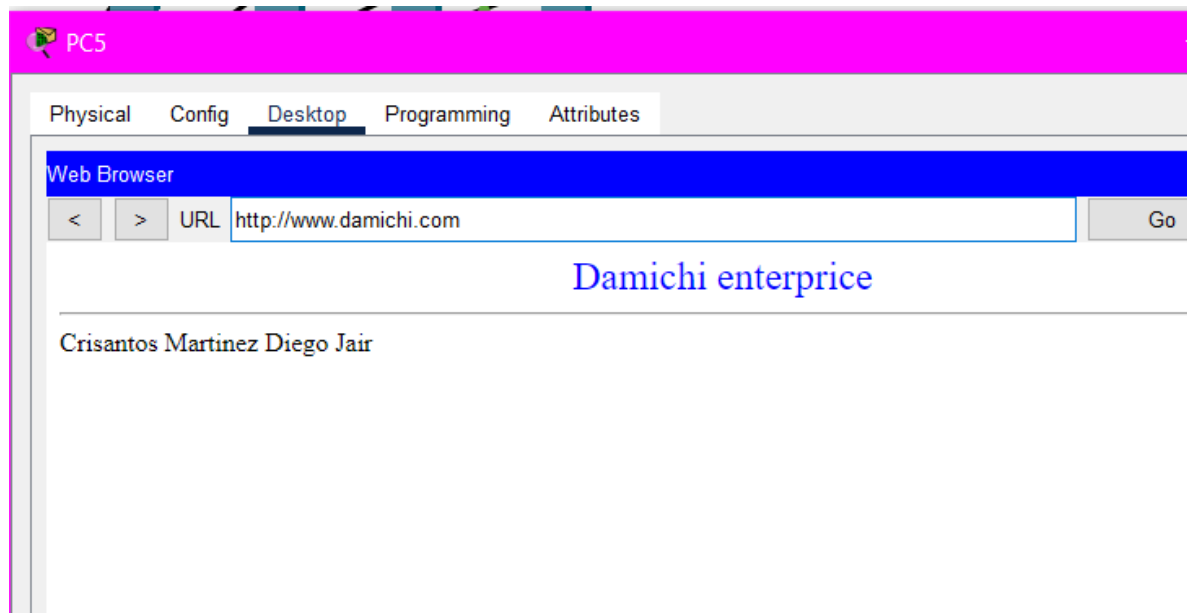 PC5
Physical Config Desktop Programming Attributes
Web Browser
< > URL http://www.damichi.com Go
Damichi enterprice
Crisantos Martinez Diego Jair